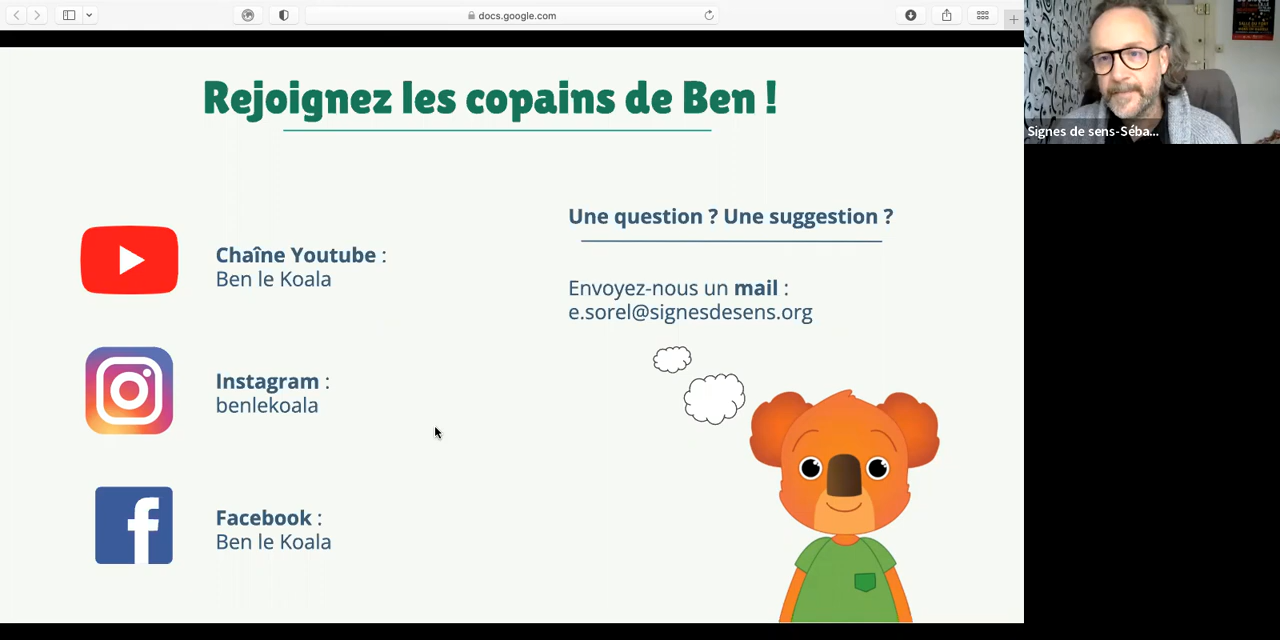 docs.google.com
Rejoignez les copains de Ben !
Chaîne Youtube :
Ben le Koala
Instagram :
benlekoala
Facebook :
Ben le Koala
Une question ? Une suggestion ?
Envoyez-nous un mail :
e.sorel@signesdesens.org
Signes de sens-Séba...